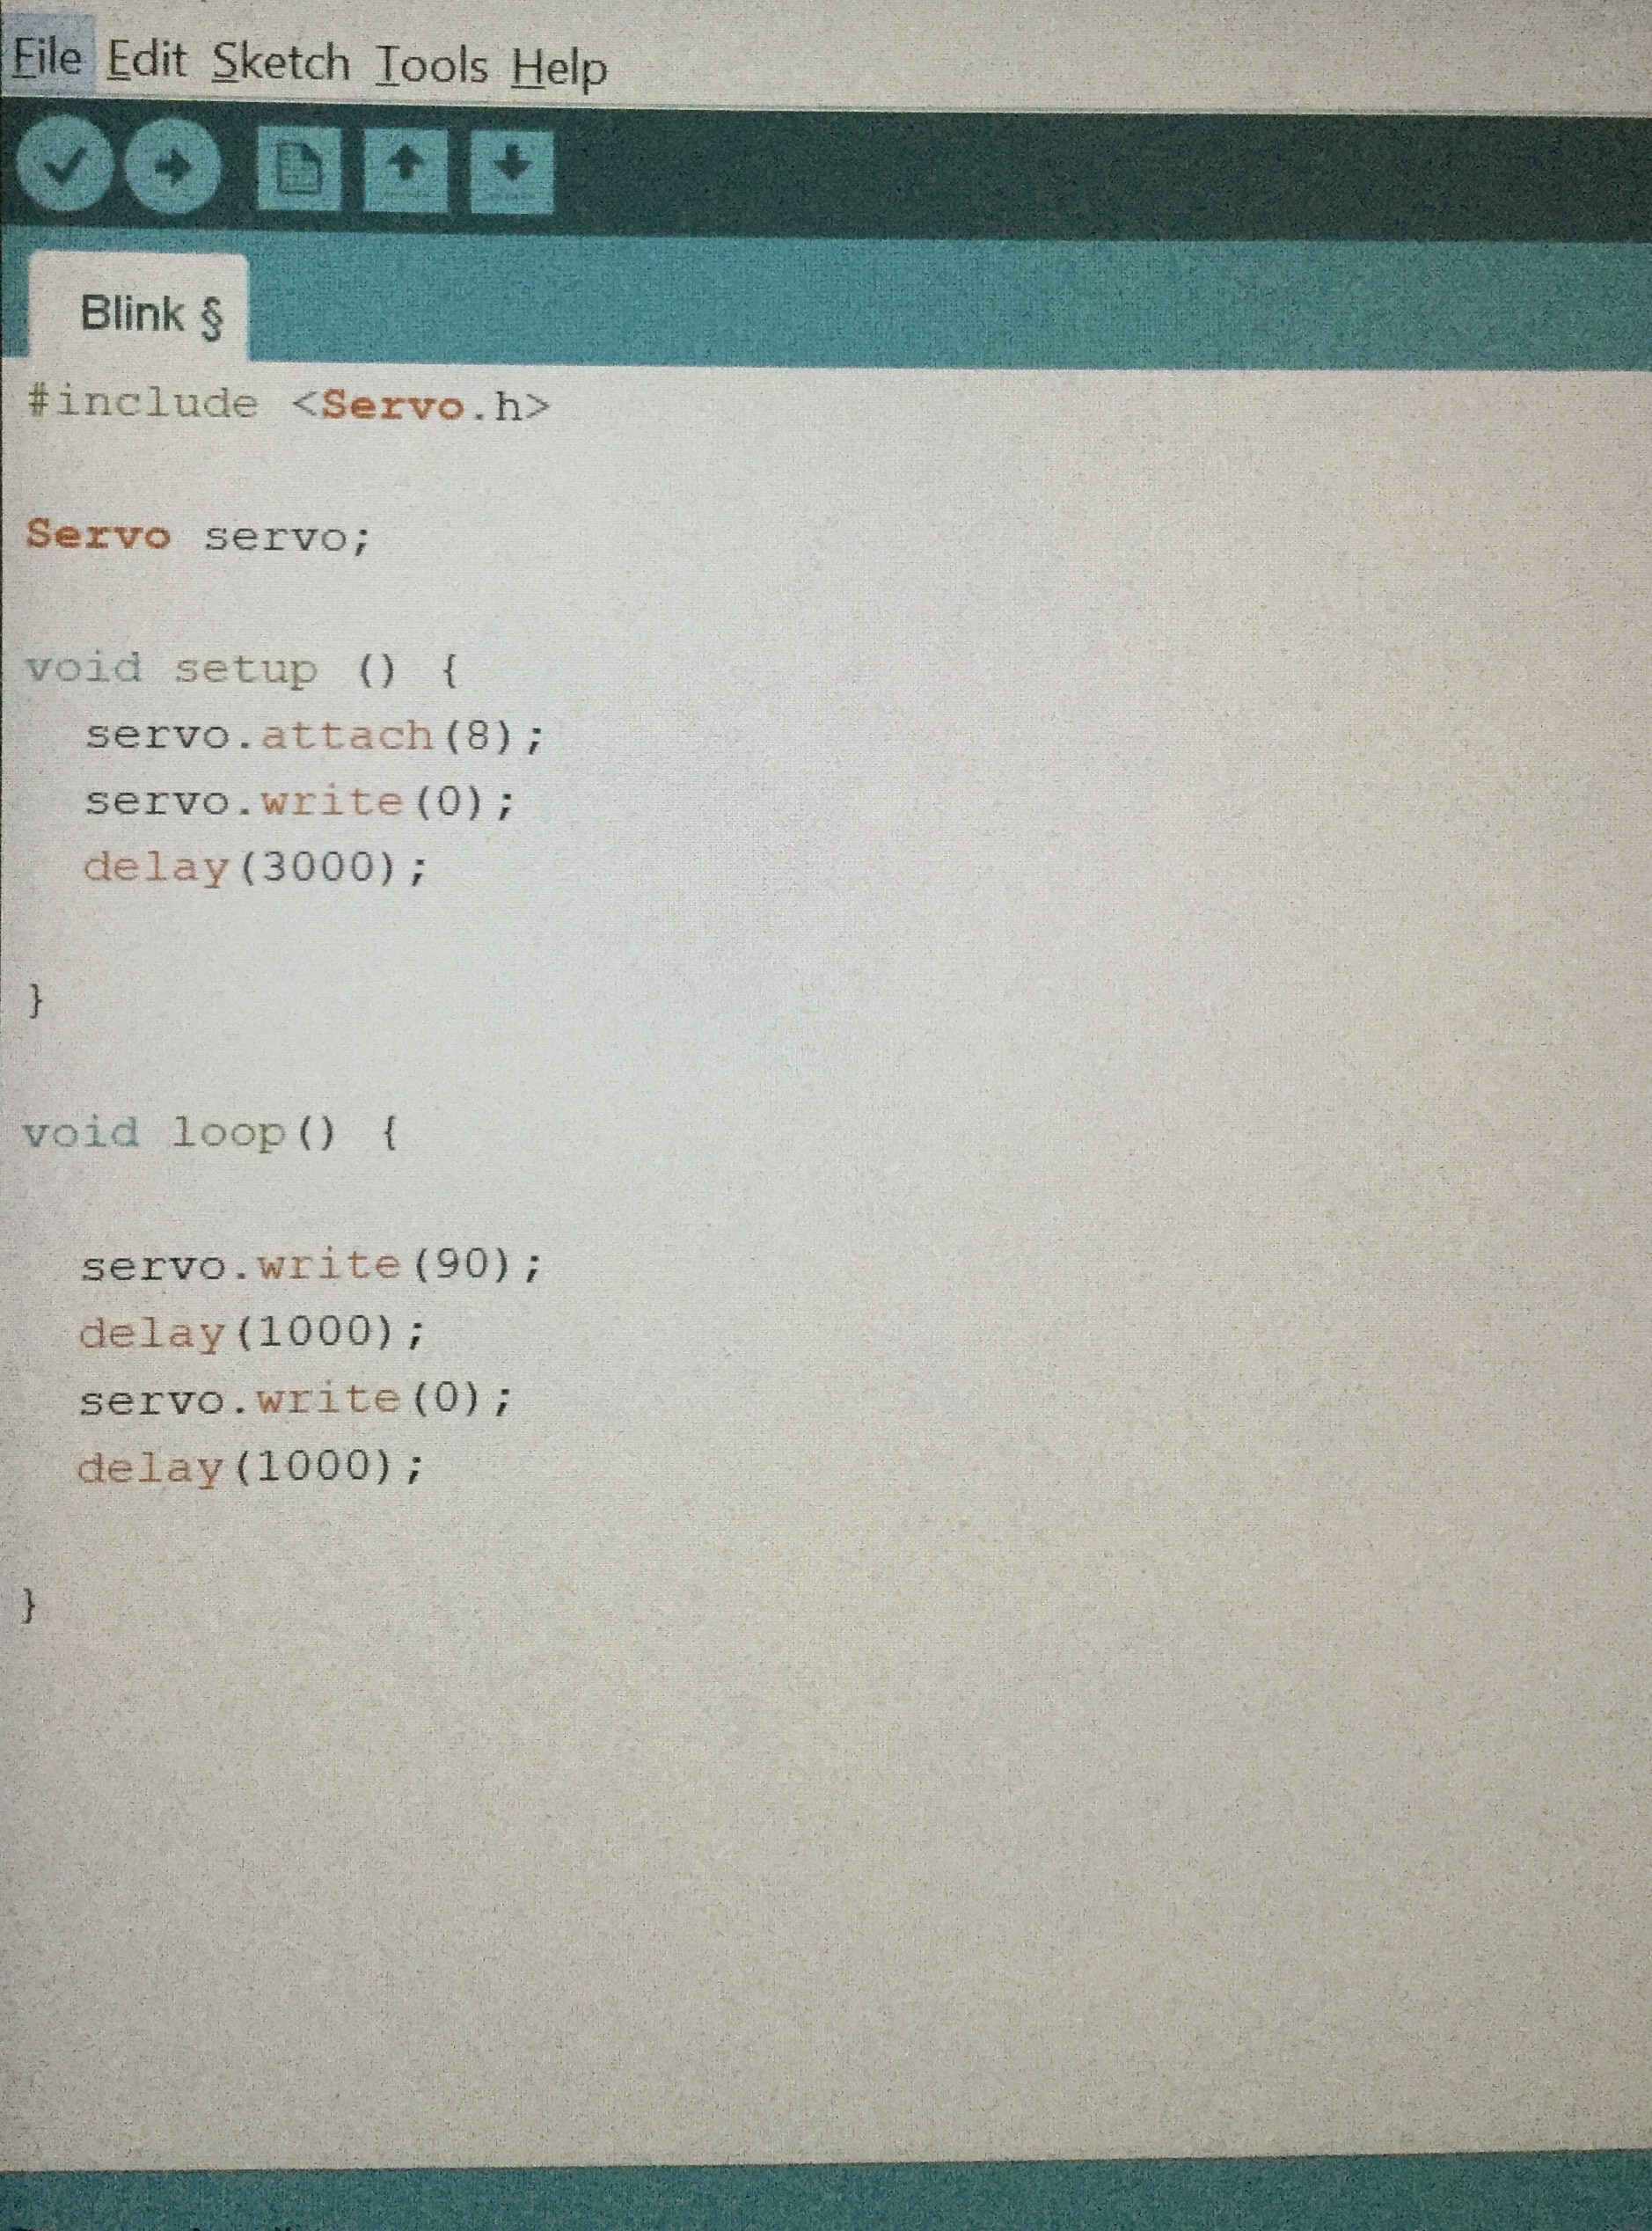 File Edit Sketch Tools Help
Blink §
#include <Servo.h>
Servo servo;
void setup () {
servo.attach(8);
servo.write(0);
delay(3000);
}
void loop() {
servo.write(90);
delay(1000);
servo.write(0);
delay(1000);
}